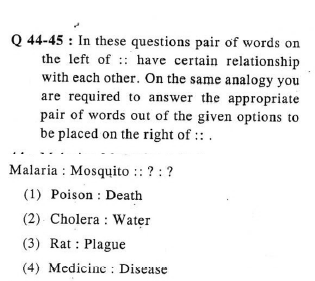 Q 44-45 : In these questions pair of words on
the left of :: have certain relationship
with each other. On the same analogy you
are required to answer the appropriate
pair of words out of the given options to
be placed on the right of :: .
Malaria : Mosquito :: ? : ?
(1) Poison : Death
(2) Cholera : Water
(3) Rat : Plague
(4) Medicine : Disease